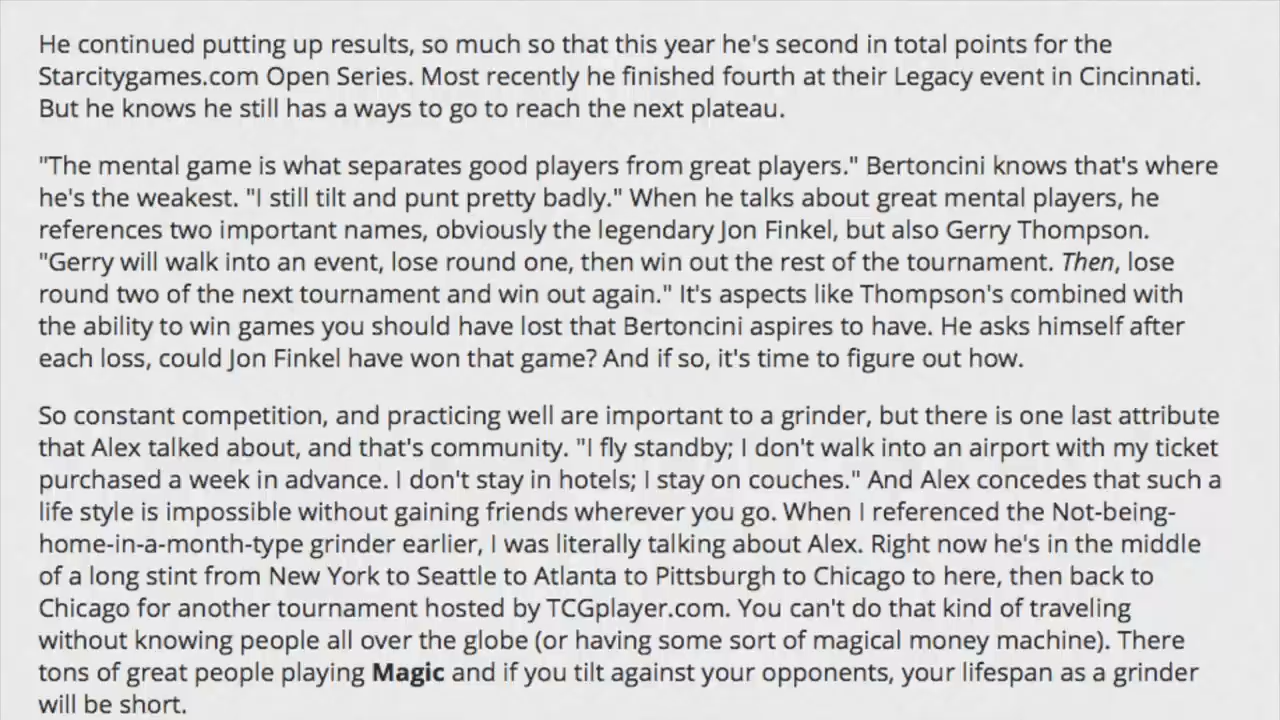 He continued putting up results, so much so that this year he's second in total points for the
Starcitygames.com Open Series. Most recently he finished fourth at their Legacy event in Cincinnati.
But he knows he still has a ways to go to reach the next plateau.
"The mental game is what separates good players from great players." Bertoncini knows that's where
he's the weakest. "I still tilt and punt pretty badly." When he talks about great mental players, he
references two important names, obviously the legendary Jon Finkel, but also Gerry Thompson.
"Gerry will walk into an event, lose round one, then win out the rest of the tournament. Then, lose
round two of the next tournament and win out again." It's aspects like Thompson's combined with
the ability to win games you should have lost that Bertoncini aspires to have. He asks himself after
each loss, could Jon Finkel have won that game? And if so, it's time to figure out how.
So constant competition, and practicing well are important to a grinder, but there is one last attribute
that Alex talked about, and that's community. "I fly standby; I don't walk into an airport with my ticket
purchased a week in advance. I don't stay in hotels; I stay on couches." And Alex concedes that such a
life style is impossible without gaining friends wherever you go. When I referenced the Not-being-
home-in-a-month-type grinder earlier, I was literally talking about Alex. Right now he's in the middle
of a long stint from New York to Seattle to Atlanta to Pittsburgh to Chicago to here, then back to
Chicago for another tournament hosted by TCGplayer.com. You can't do that kind of traveling
without knowing people all over the globe (or having some sort of magical money machine). There
tons of great people playing Magic and if you tilt against your opponents, your lifespan as a grinder
will be short.